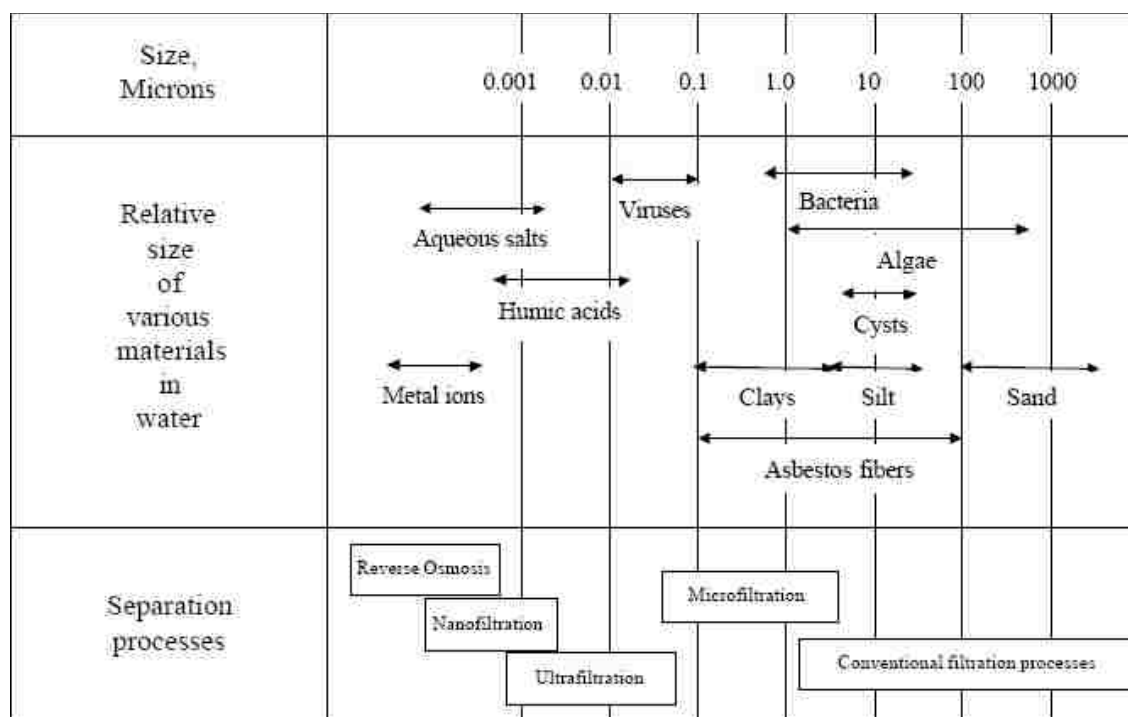 Size,
Microns
0.001 0.01 0.1 1.0 10 100 1000
Relative
size
of
various
materials
in
water
Viruses
Bacteria
Aqueous salts
Algae
Humic acids
Cysts
Metal ions
Clays
Silt
Sand
Asbestos fibers
Separation
processes
Reverse Osmosis
Microfiltration
Nanofiltration
Conventional filtration processes
Ultrafiltration